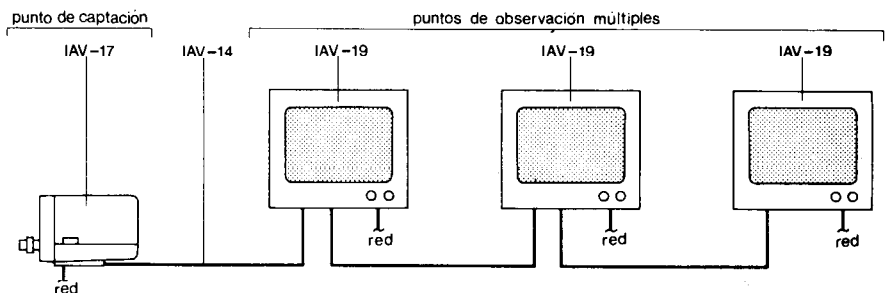 punto de captación
puntos de observación múltiples
IAV-17
IAV-14
IAV-19
IAV-19
IAV-19
red
red
red
red